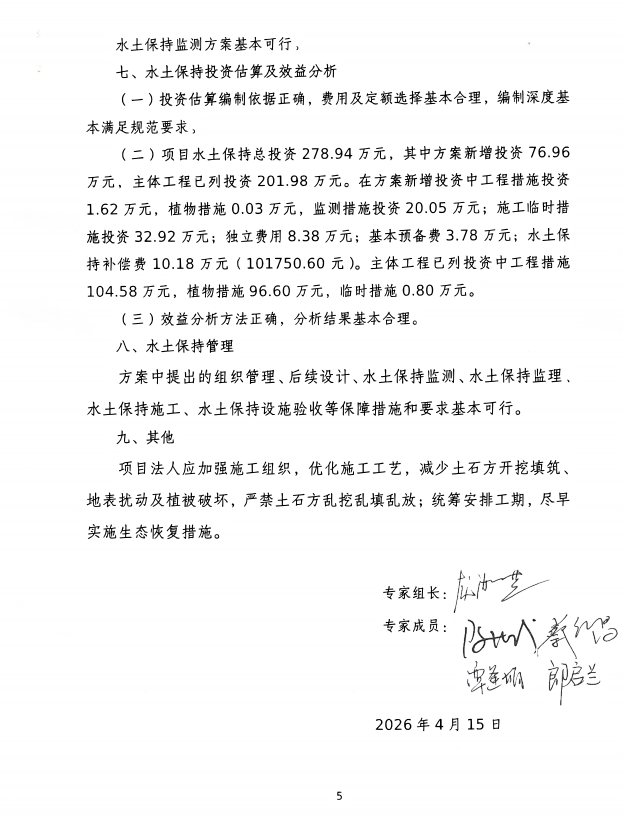 水土保持监测方案基本可行。
七、水土保持投资估算及效益分析
（一）投资估算编制依据正确，费用及定额选择基本合理，编制深度基
本满足规范要求。
（二）项目水土保持总投资 278.94 万元，其中方案新增投资 76.96
万元，主体工程已列投资 201.98 万元。在方案新增投资中工程措施投资
1.62 万元，植物措施 0.03 万元，监测措施投资 20.05 万元；施工临时措
施投资 32.92 万元；独立费用 8.38 万元；基本预备费 3.78 万元；水土保
持补偿费 10.18 万元（101750.60 元）。主体工程已列投资中工程措施
104.58 万元，植物措施 96.60 万元，临时措施 0.80 万元。
（三）效益分析方法正确，分析结果基本合理。
八、水土保持管理
方案中提出的组织管理、后续设计、水土保持监测、水土保持监理、
水土保持施工、水土保持设施验收等保障措施和要求基本可行。
九、其他
项目法人应加强施工组织，优化施工工艺，减少土石方开挖填筑、
地表扰动及植被破坏，严禁土石方乱挖乱填乱放；统筹安排工期，尽早
实施生态恢复措施。
专家组长：
专家成员：
郎启兰
2026 年 4 月 15 日
5